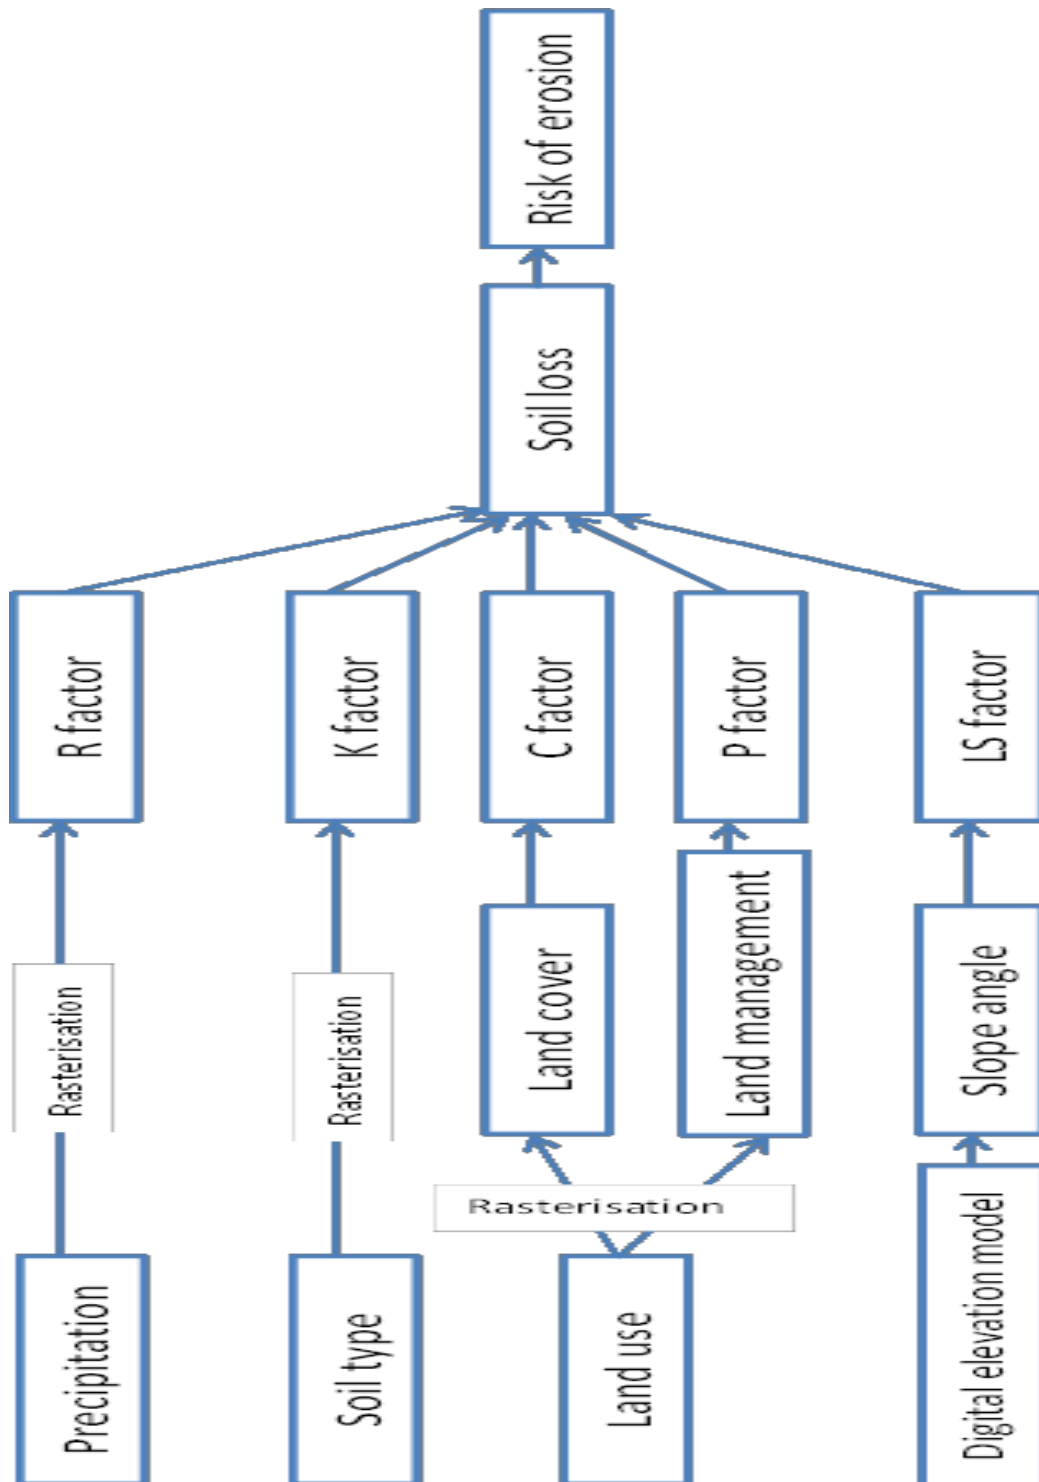 Precipitation
Rasterisation
R factor
Soil type
Rasterisation
K factor
Land use
Rasterisation
Land cover
C factor
Land management
P factor
Digital elevation model
Slope angle
LS factor
Soil loss
Risk of erosion